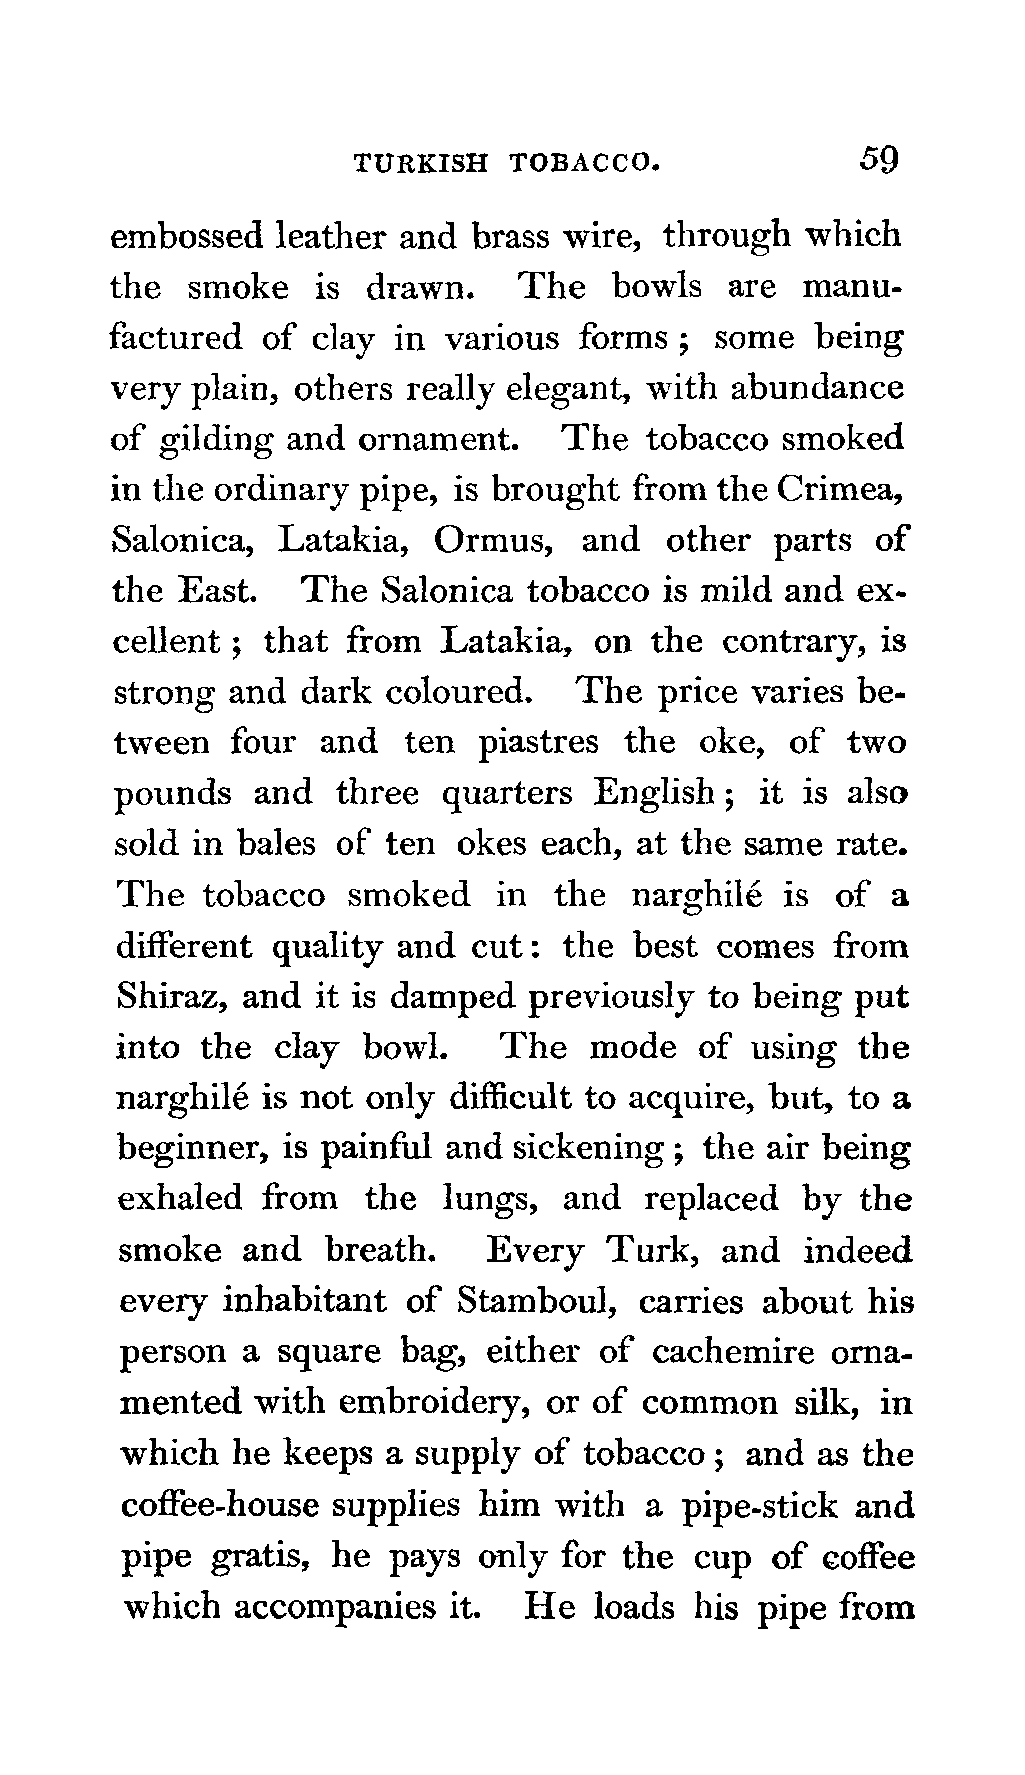 TURKISH TOBACCO. 59
embossed leather and brass wire, through which
the smoke is drawn. The bowls are manu-
factured of clay in various forms ; some being
very plain, others really elegant, with abundance
of gilding and ornament. The tobacco smoked
in the ordinary pipe, is brought from the Crimea,
Salonica, Latakia, Ormus, and other parts of
the East. The Salonica tobacco is mild and ex-
cellent ; that from Latakia, on the contrary, is
strong and dark coloured. The price varies be-
tween four and ten piastres the oke, of two
pounds and three quarters English ; it is also
sold in bales of ten okes each, at the same rate.
The tobacco smoked in the narghilé is of a
different quality and cut : the best comes from
Shiraz, and it is damped previously to being put
into the clay bowl. The mode of using the
narghilé is not only difficult to acquire, but, to a
beginner, is painful and sickening ; the air being
exhaled from the lungs, and replaced by the
smoke and breath. Every Turk, and indeed
every inhabitant of Stamboul, carries about his
person a square bag, either of cachemire orna-
mented with embroidery, or of common silk, in
which he keeps a supply of tobacco ; and as the
coffee-house supplies him with a pipe-stick and
pipe gratis, he pays only for the cup of coffee
which accompanies it. He loads his pipe from